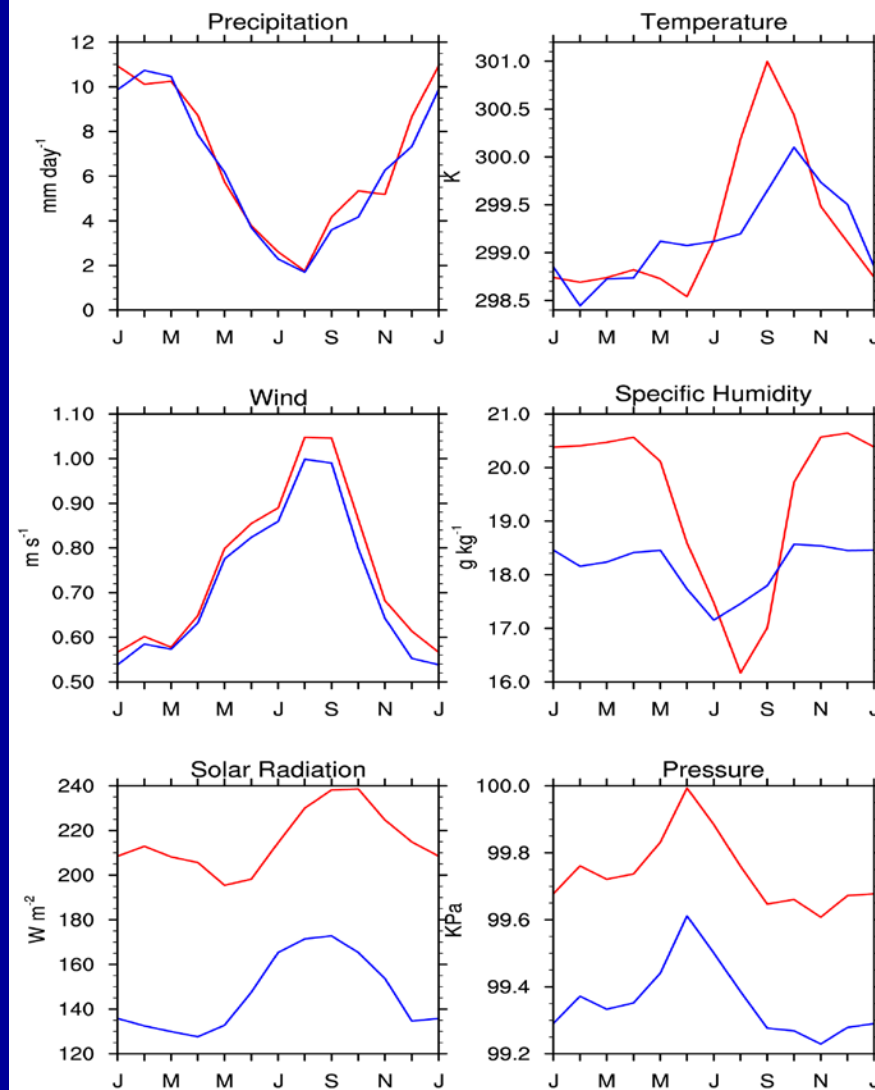 Precipitation
12
10
8
6
4
2
0
mm day⁻¹
J M M J S N J
Temperature
301.0
300.5
300.0
299.5
299.0
298.5
K
J M M J S N J
Wind
1.10
1.00
0.90
0.80
0.70
0.60
0.50
m s⁻¹
J M M J S N J
Specific Humidity
21.0
20.0
19.0
18.0
17.0
16.0
g kg⁻¹
J M M J S N J
Solar Radiation
240
220
200
180
160
140
120
W m⁻²
J M M J S N J
Pressure
100.0
99.8
99.6
99.4
99.2
KPa
J M M J S N J